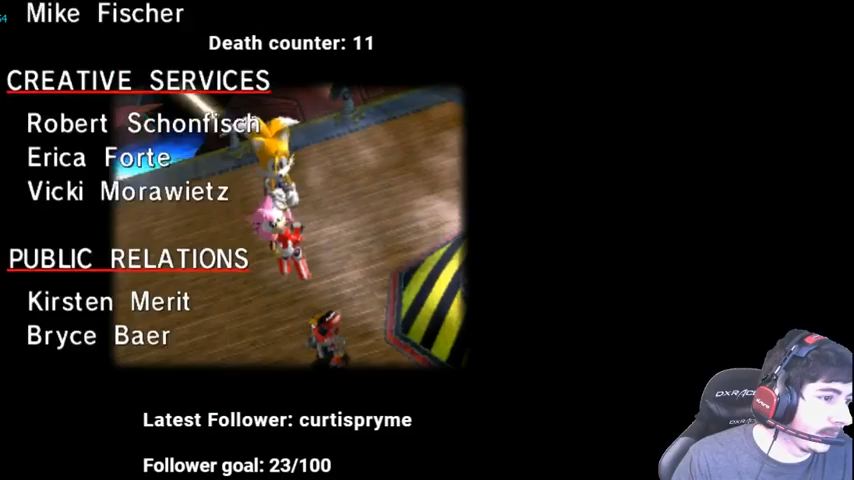 Mike Fischer
Death counter: 11
CREATIVE SERVICES
Robert Schonfisch
Erica Forte
Vicki Morawietz
PUBLIC RELATIONS
Kirsten Merit
Bryce Baer
DXRACER
Latest Follower: curtispryme
Follower goal: 23/100